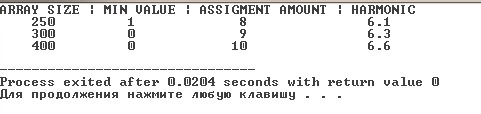 ARRAY SIZE | MIN VALUE | ASSIGMENT AMOUNT | HARMONIC
250 1 8 6.1
300 0 9 6.3
400 0 10 6.6
--------------------------------
Process exited after 0.0204 seconds with return value 0
Для продолжения нажмите любую клавишу . . .